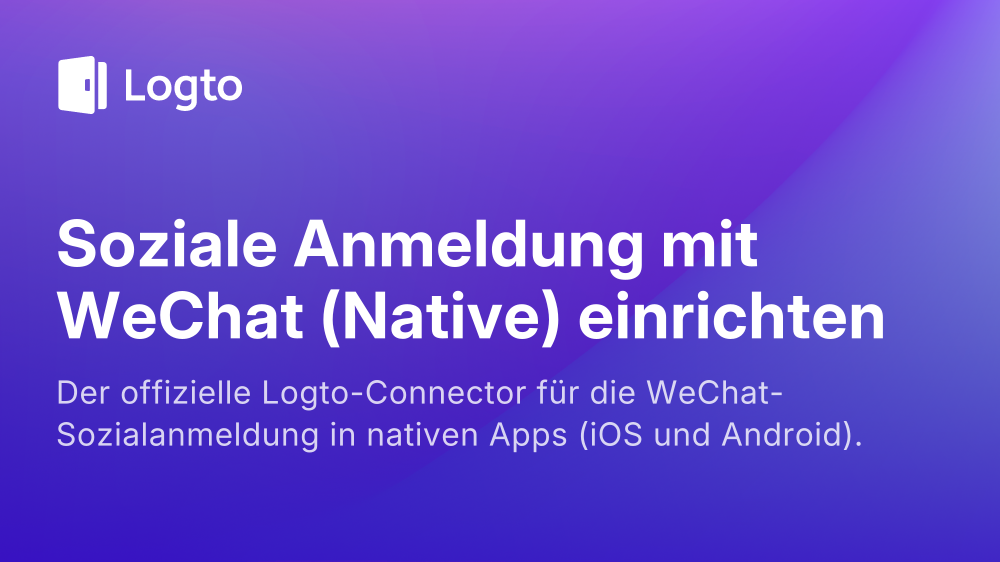 Logto
Soziale Anmeldung mit
WeChat (Native) einrichten
Der offizielle Logto-Connector für die WeChat-
Sozialanmeldung in nativen Apps (iOS und Android).